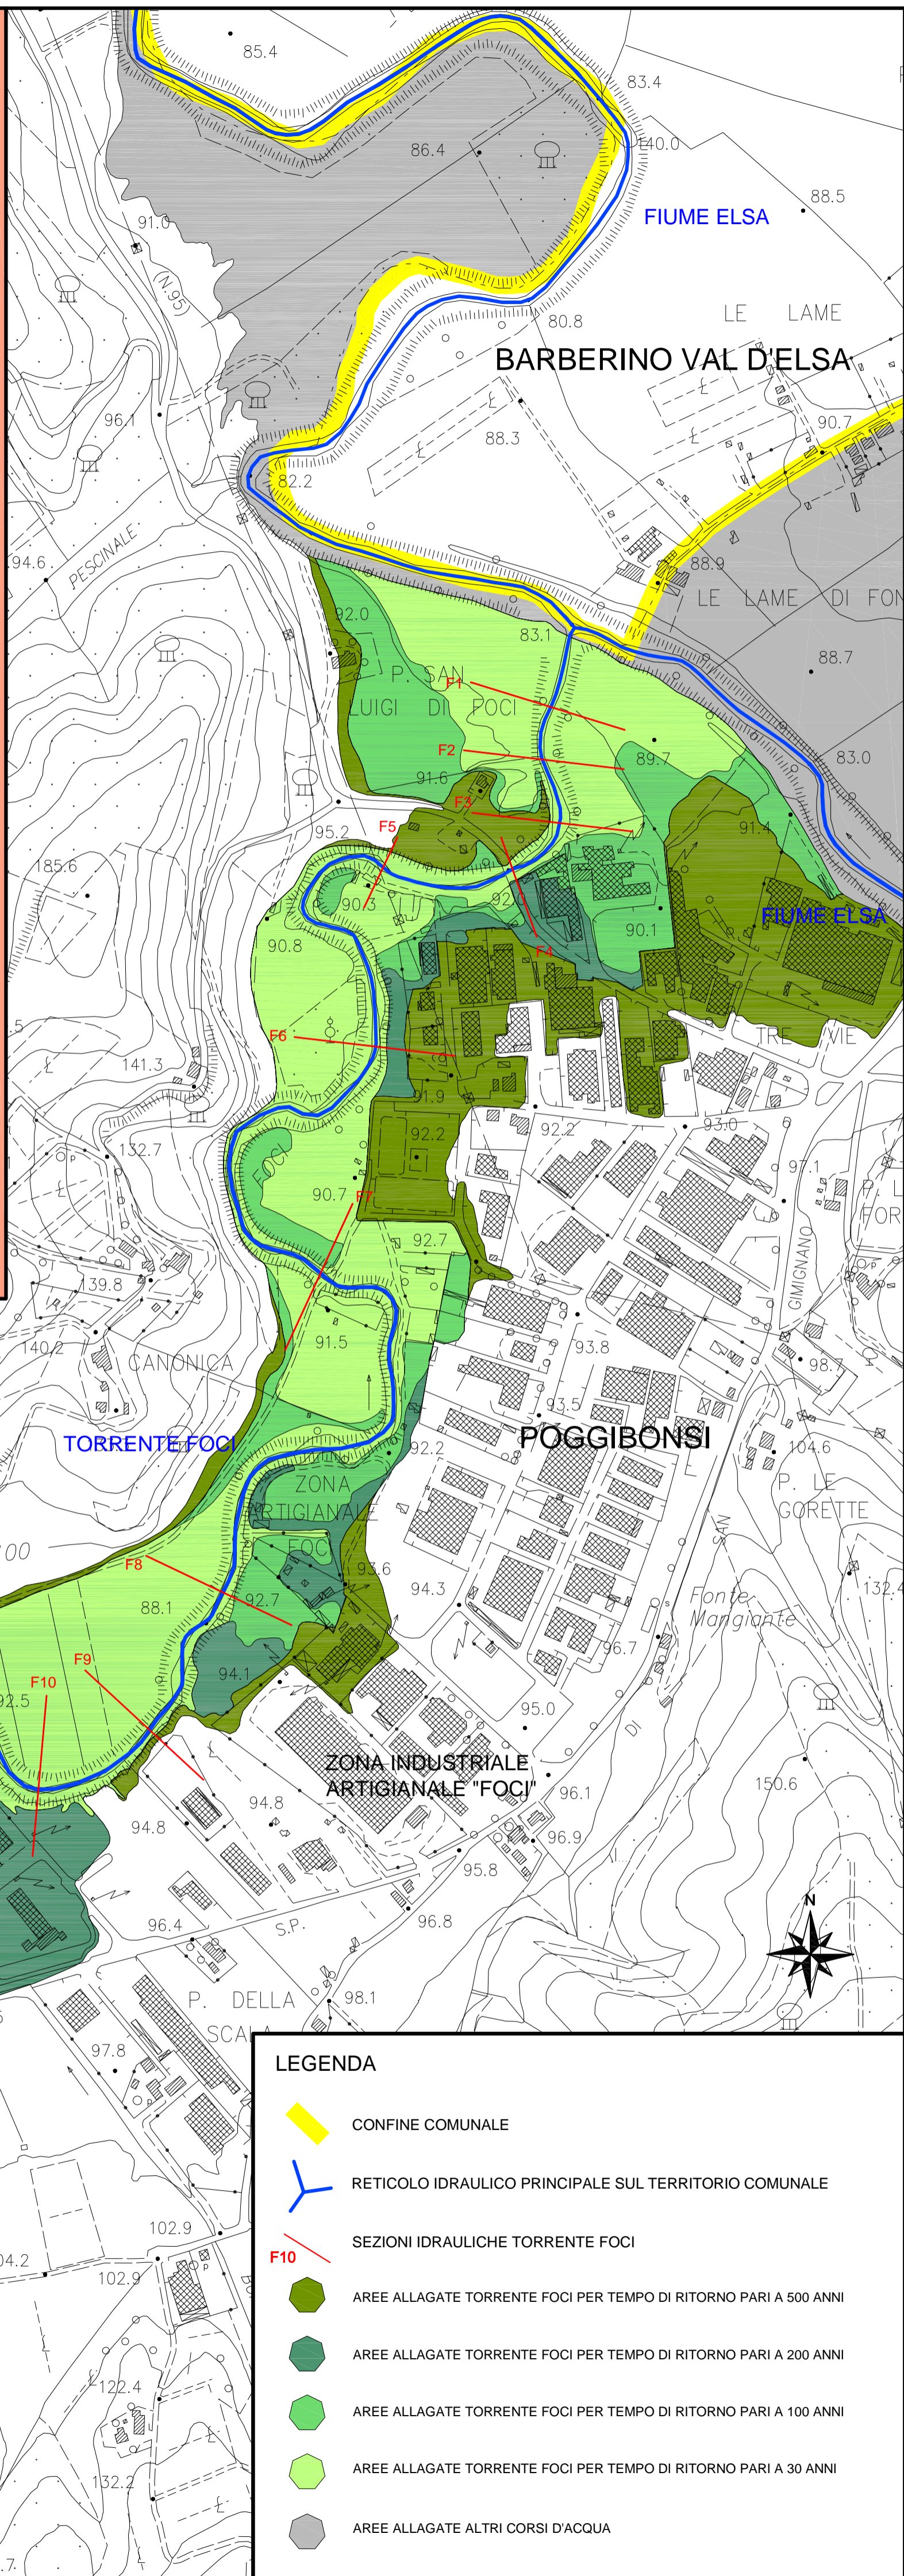 85.4
83.4
86.4
140.0
88.5
FIUME ELSA
91.0
(N.95)
80.8
LE LAME
BARBERINO VAL D'ELSA
96.1
88.3
90.7
82.2
94.6
PESCINALE
88.9
92.0
83.1
LE LAME DI FON
88.7
P. SAN
F1
LUIGI DI FOCI
F2
89.7
83.0
91.6
F3
95.2
F5
91.4
185.6
90.3
92.
FIUME ELSA
90.8
90.1
F4
F6
TRE VIE
141.3
91.9
92.2
92.2
93.0
132.7
97.1
FOCI
90.7
F7
P. L
FOR
92.7
139.8
GIMIGNANO
91.5
93.8
140.2
CANONICA
98.7
93.5
TORRENTE FOCI
92.2
POGGIBONSI
104.6
ZONA
ARTIGIANALE
FOCI
P. LE
GORETTE
SAN
00
F8
93.6
94.3
132.4
88.1
92.7
Fonte
Mangiante
96.7
F9
94.1
F10
92.5
95.0
DI
ZONA INDUSTRIALE
ARTIGIANALE "FOCI"
150.6
96.1
94.8
94.8
96.9
95.8
96.4
S.P.
96.8
N
P. DELLA
SCALA
98.1
97.8
LEGENDA
CONFINE COMUNALE
RETICOLO IDRAULICO PRINCIPALE SUL TERRITORIO COMUNALE
SEZIONI IDRAULICHE TORRENTE FOCI
F10
AREE ALLAGATE TORRENTE FOCI PER TEMPO DI RITORNO PARI A 500 ANNI
AREE ALLAGATE TORRENTE FOCI PER TEMPO DI RITORNO PARI A 200 ANNI
AREE ALLAGATE TORRENTE FOCI PER TEMPO DI RITORNO PARI A 100 ANNI
AREE ALLAGATE TORRENTE FOCI PER TEMPO DI RITORNO PARI A 30 ANNI
AREE ALLAGATE ALTRI CORSI D'ACQUA
102.9
04.2
102.9
122.4
132.2